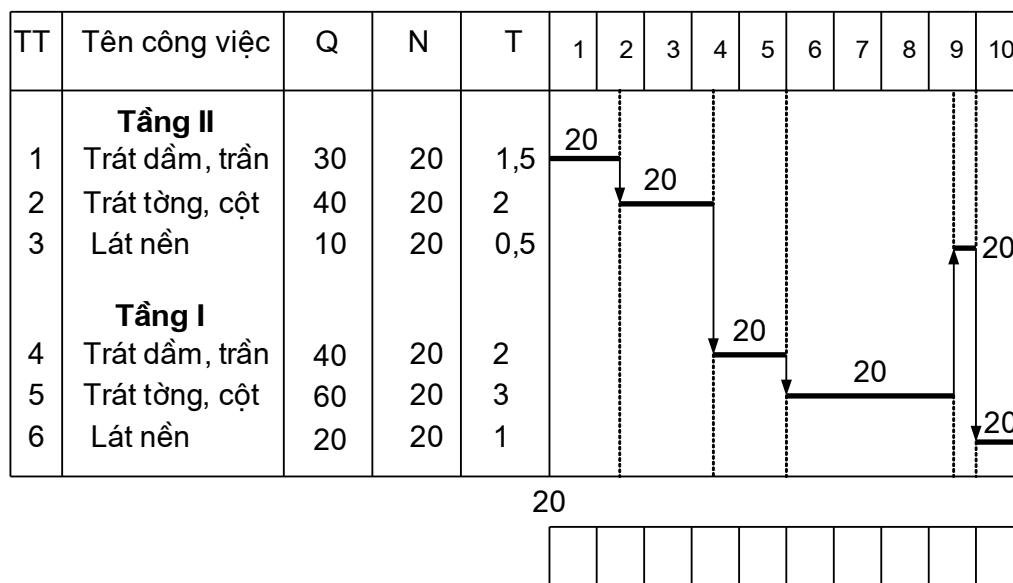 TT Tên công việc Q N T 1 2 3 4 5 6 7 8 9 10
Tầng II
1 Trát dầm, trần 30 20 1,5 20
2 Trát tờng, cột 40 20 2 20
3 Lát nền 10 20 0,5 20
Tầng I
4 Trát dầm, trần 40 20 2 20
5 Trát tờng, cột 60 20 3 20
6 Lát nền 20 20 1 20
20